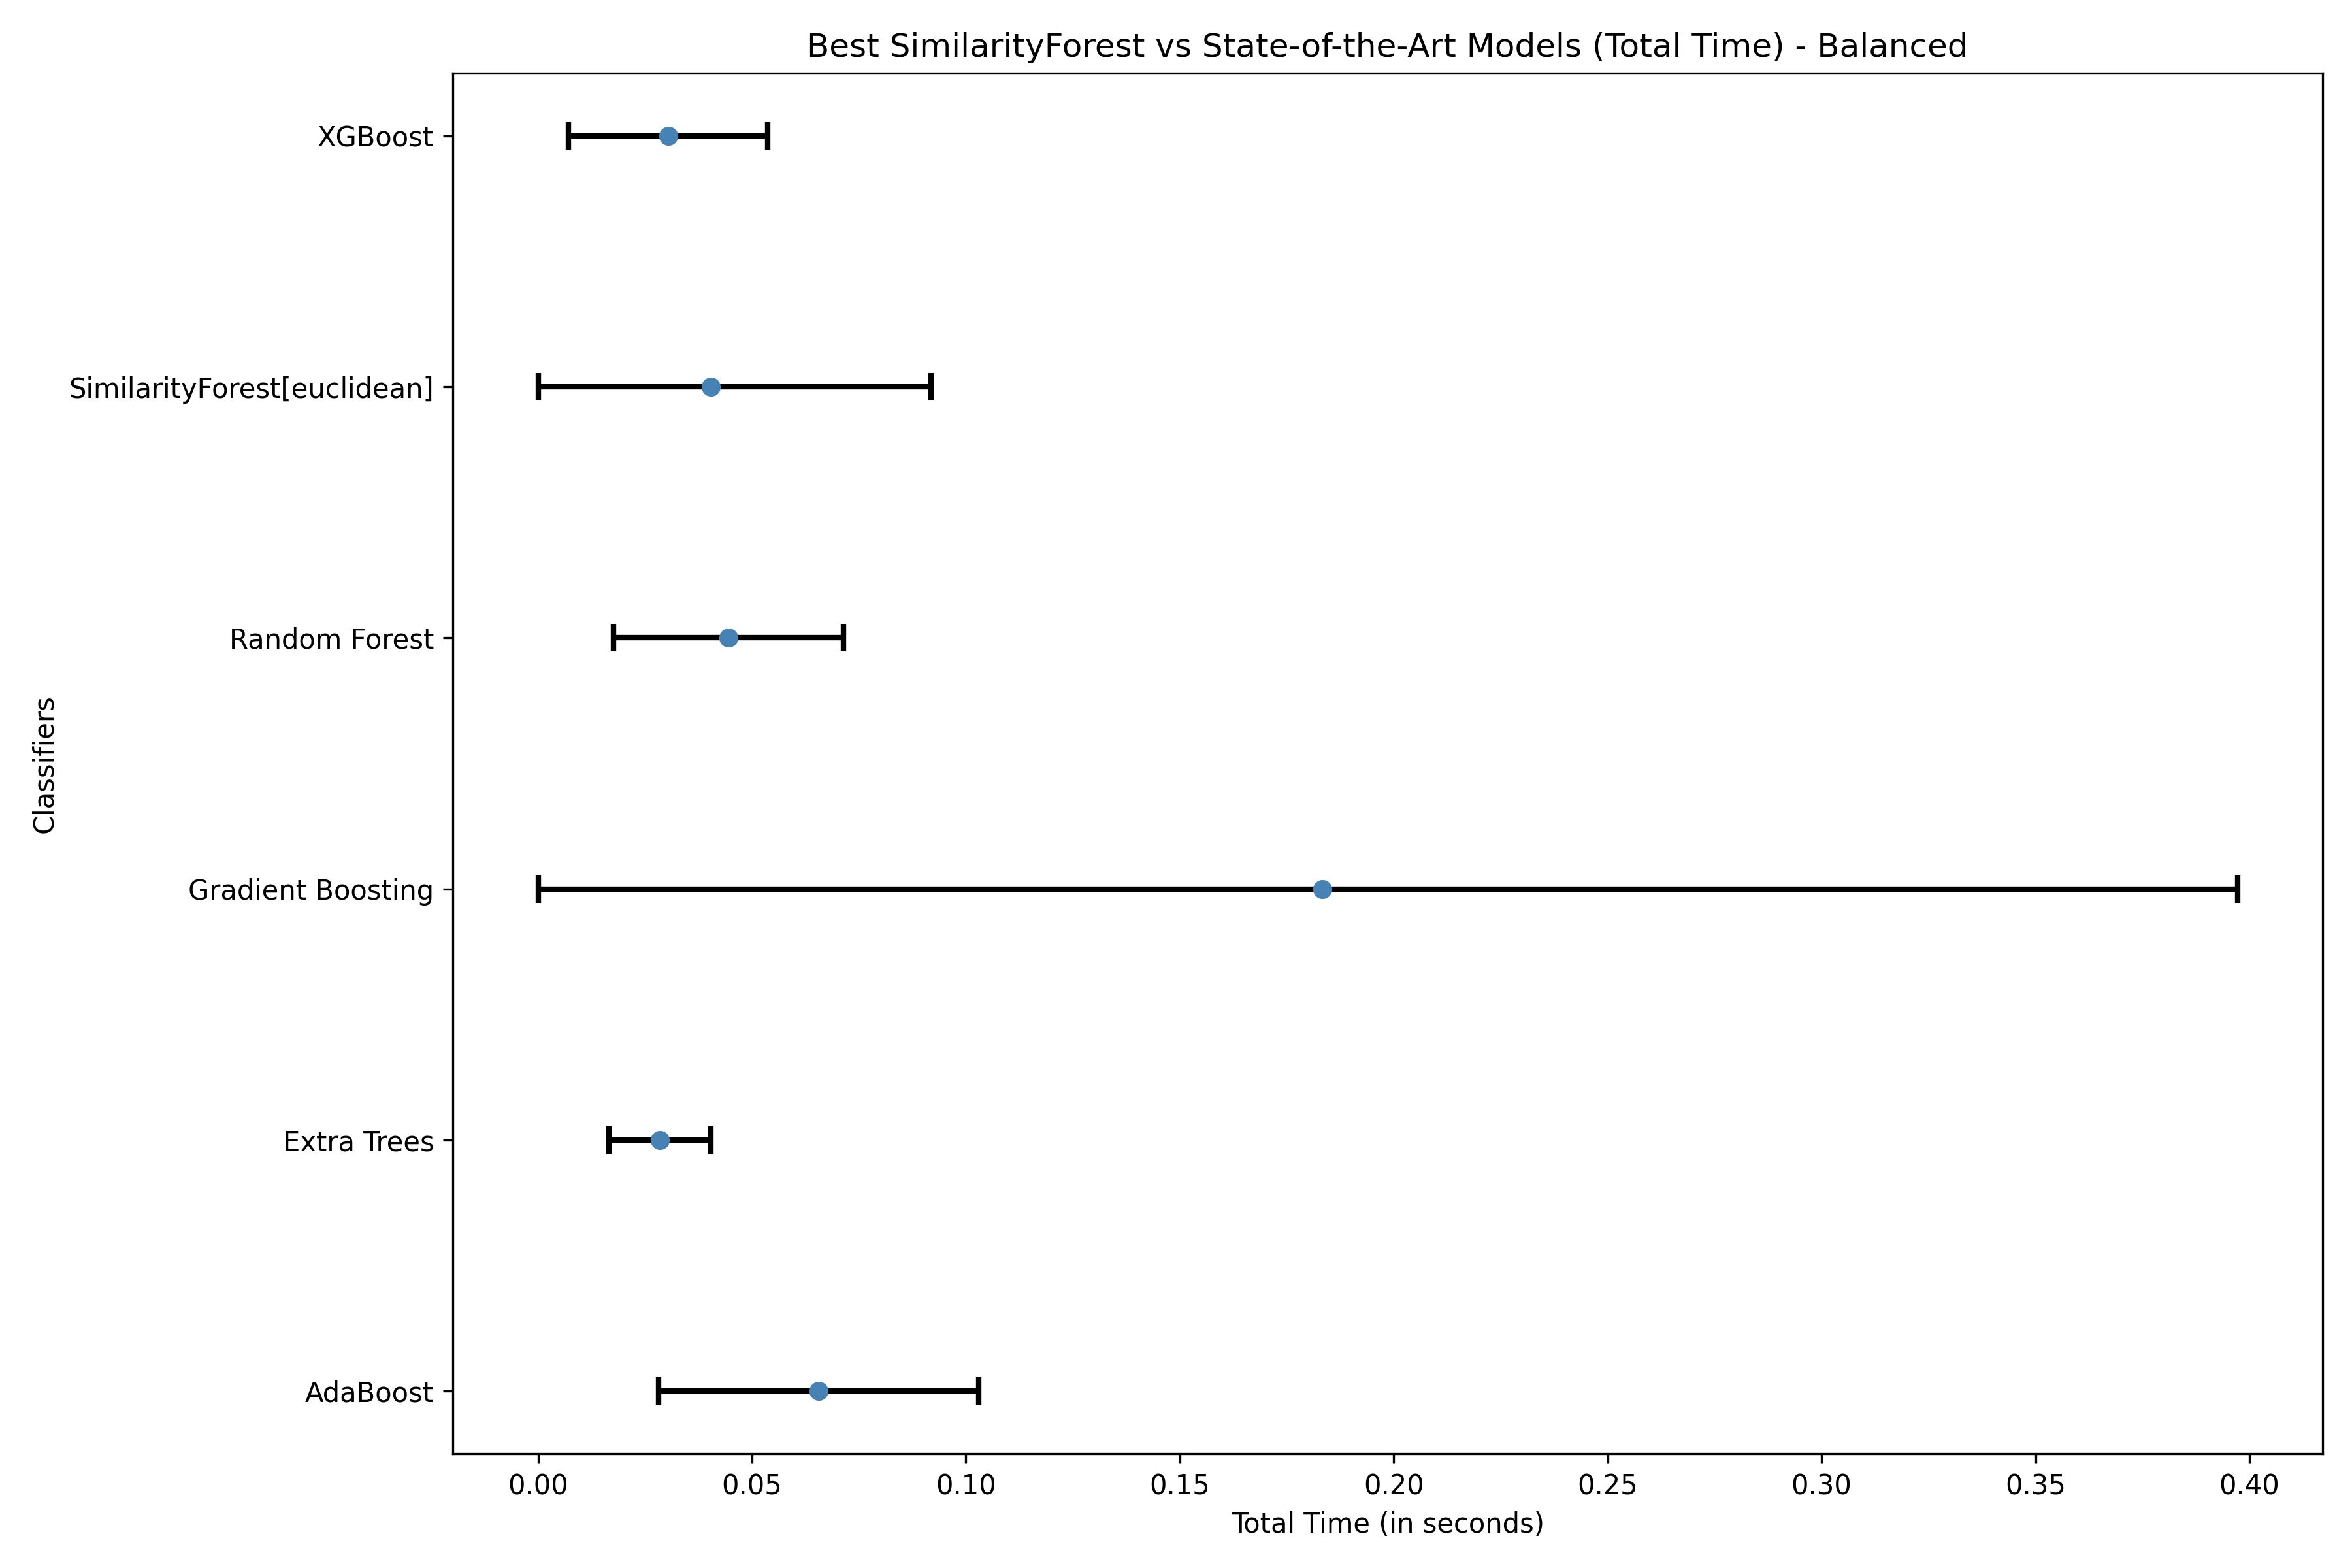 Best SimilarityForest vs State-of-the-Art Models (Total Time) - Balanced
XGBoost
SimilarityForest[euclidean]
Random Forest
Gradient Boosting
Extra Trees
AdaBoost
Classifiers
0.00 0.05 0.10 0.15 0.20 0.25 0.30 0.35 0.40
Total Time (in seconds)